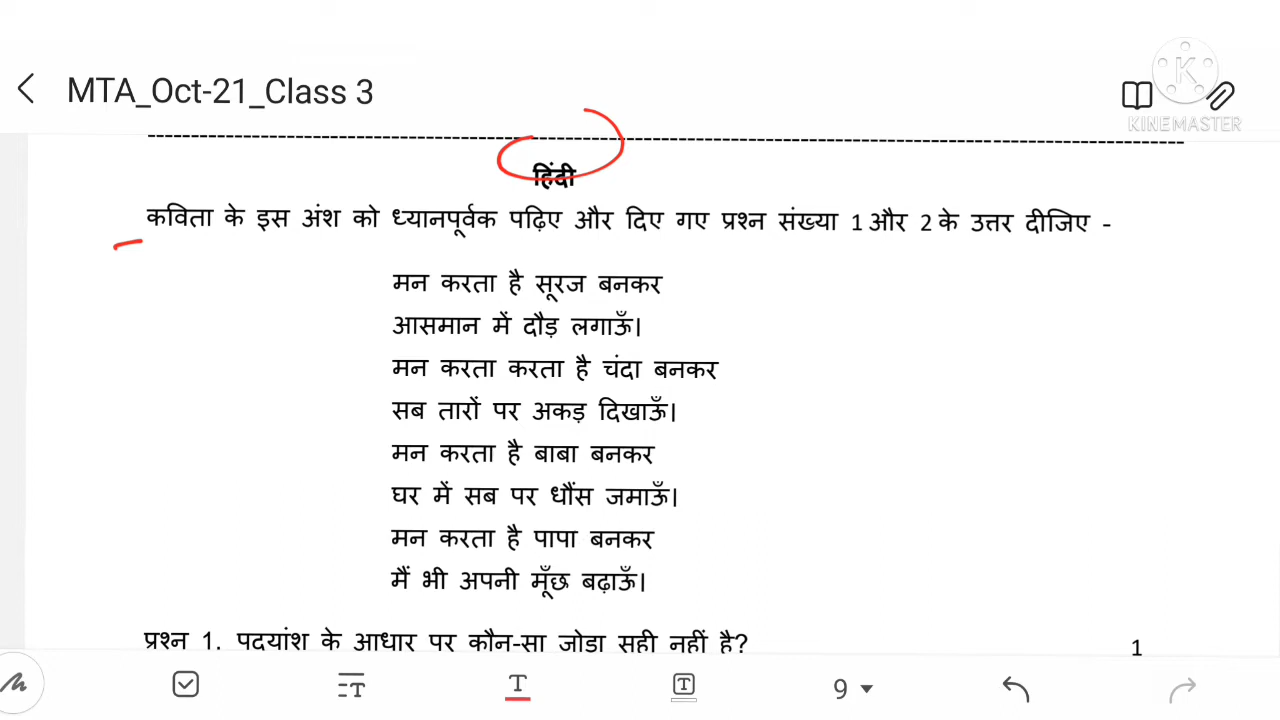 MTA_Oct-21_Class 3
KINEMASTER
हिंदी
कविता के इस अंश को ध्यानपूर्वक पढ़िए और दिए गए प्रश्न संख्या 1 और 2 के उत्तर दीजिए -
मन करता है सूरज बनकर
आसमान में दौड़ लगाऊँ।
मन करता करता है चंदा बनकर
सब तारों पर अकड़ दिखाऊँ।
मन करता है बाबा बनकर
घर में सब पर धौंस जमाऊँ।
मन करता है पापा बनकर
मैं भी अपनी मूँछ बढ़ाऊँ।
प्रश्न 1. पदयांश के आधार पर कौन-सा जोड़ा सही नहीं है? 1
9